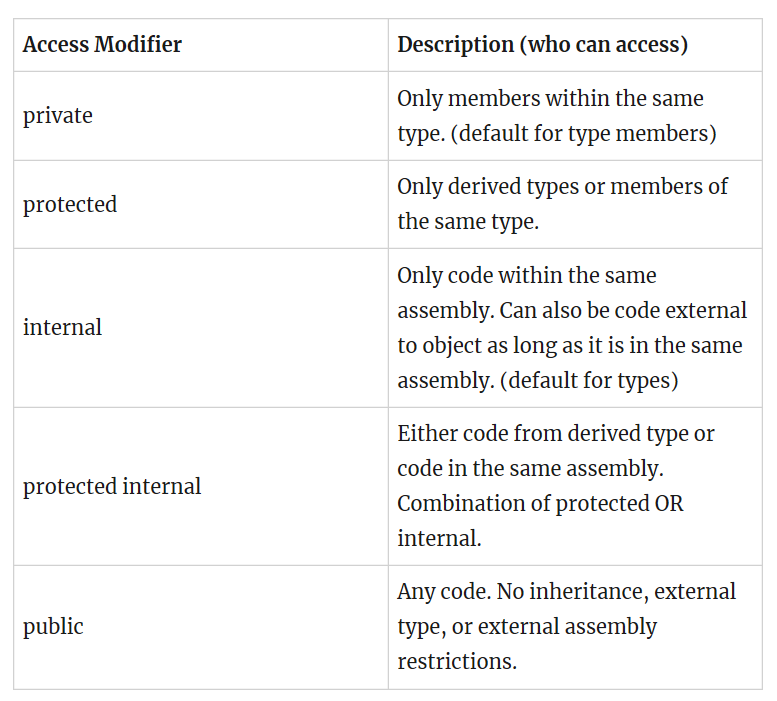 Access Modifier
Description (who can access)
private
Only members within the same
type. (default for type members)
protected
Only derived types or members of
the same type.
internal
Only code within the same
assembly. Can also be code external
to object as long as it is in the same
assembly. (default for types)
protected internal
Either code from derived type or
code in the same assembly.
Combination of protected OR
internal.
public
Any code. No inheritance, external
type, or external assembly
restrictions.